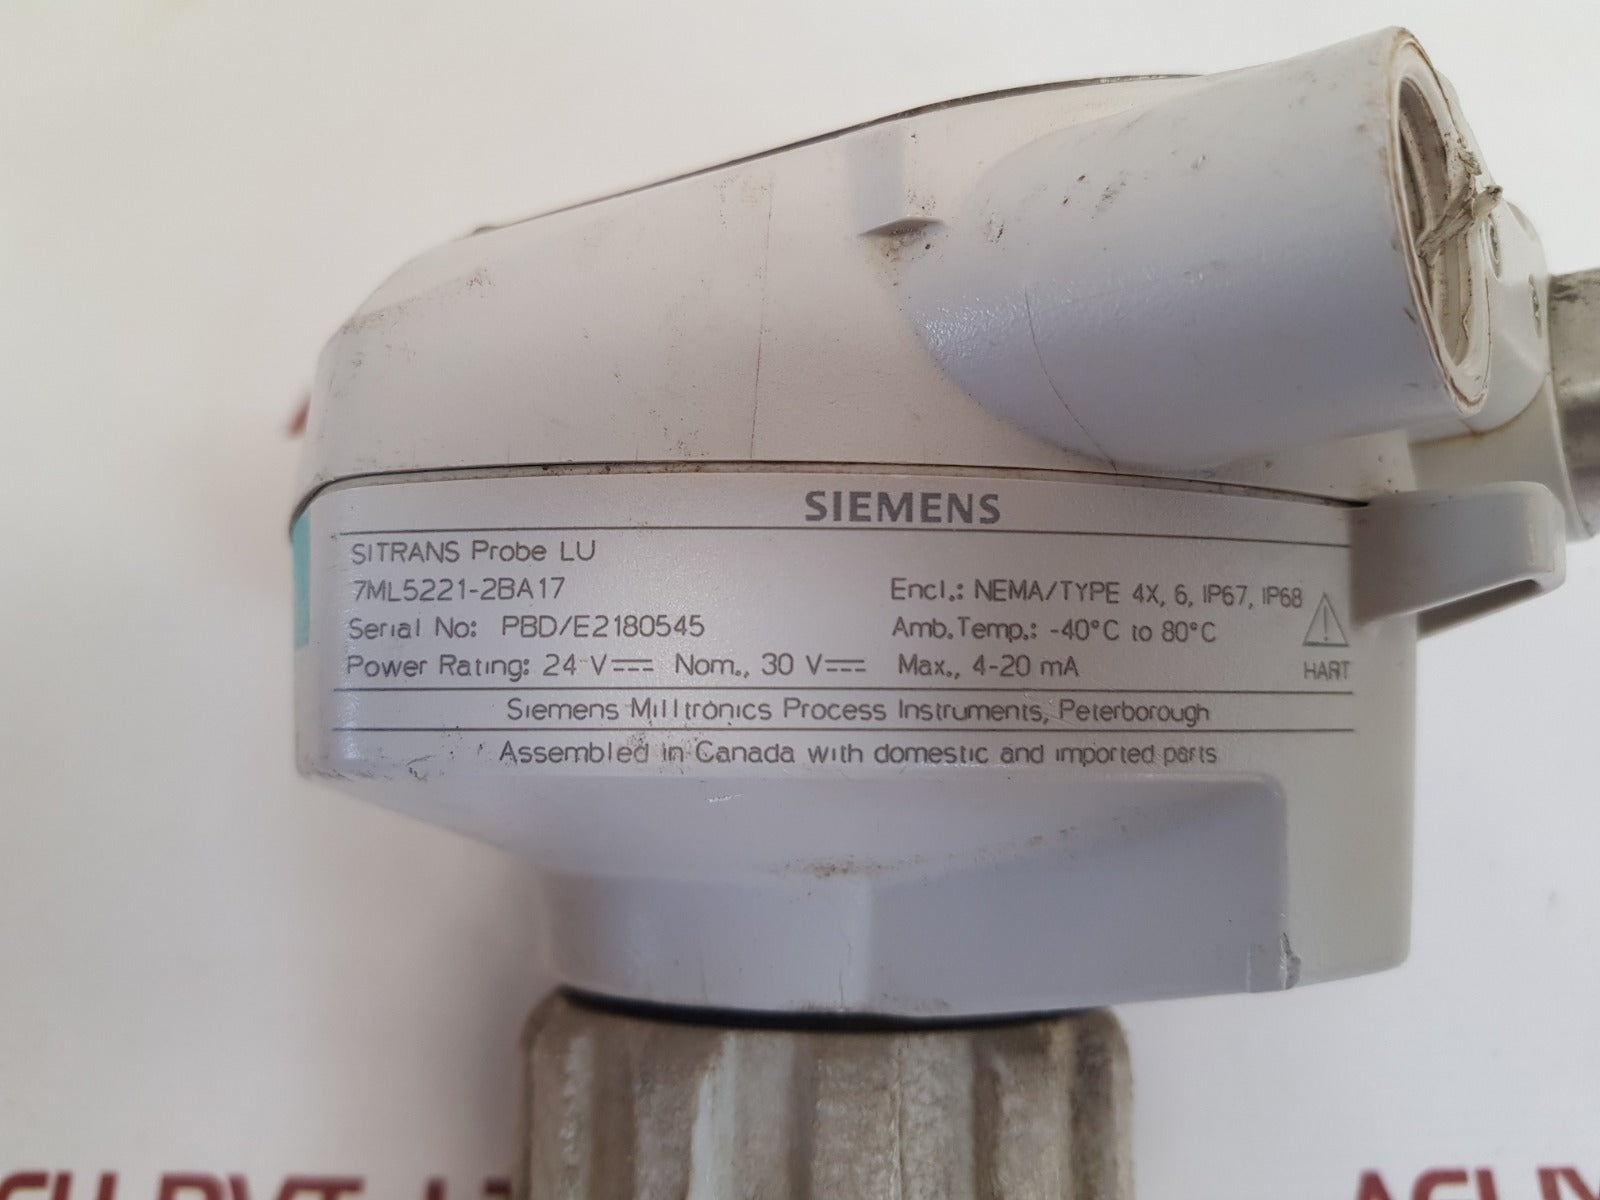 SIEMENS
SITRANS Probe LU
7ML5221-2BA17
Serial No: PBD/E2180545
Encl.: NEMA/TYPE 4X, 6, IP67, IP68
Amb.Temp.: -40°C to 80°C
Power Rating: 24 V⎓ Nom., 30 V⎓ Max., 4-20 mA
HART
Siemens Milltronics Process Instruments, Peterborough
Assembled in Canada with domestic and imported parts